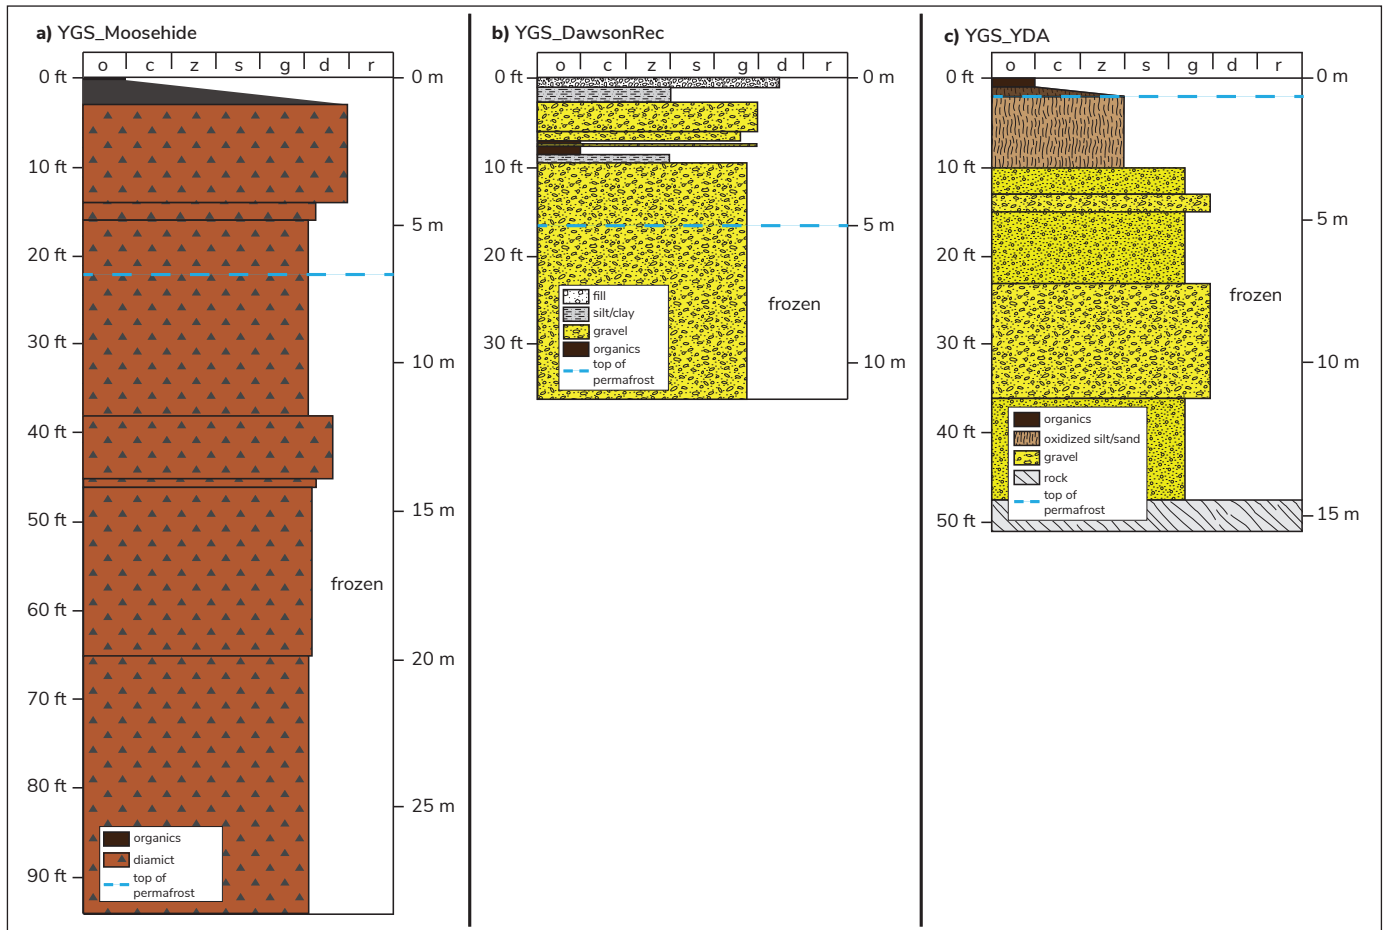 a) YGS_Moosehide
o c z s g d r
0 ft
10 ft
20 ft
30 ft
40 ft
50 ft
60 ft
70 ft
80 ft
90 ft
0 m
5 m
10 m
15 m
20 m
25 m
frozen
organics
diamict
top of
permafrost
b) YGS_DawsonRec
o c z s g d r
0 ft
10 ft
20 ft
30 ft
0 m
5 m
10 m
frozen
fill
silt/clay
gravel
organics
top of
permafrost
c) YGS_YDA
o c z s g d r
0 ft
10 ft
20 ft
30 ft
40 ft
50 ft
0 m
5 m
10 m
15 m
frozen
organics
oxidized silt/sand
gravel
rock
top of
permafrost